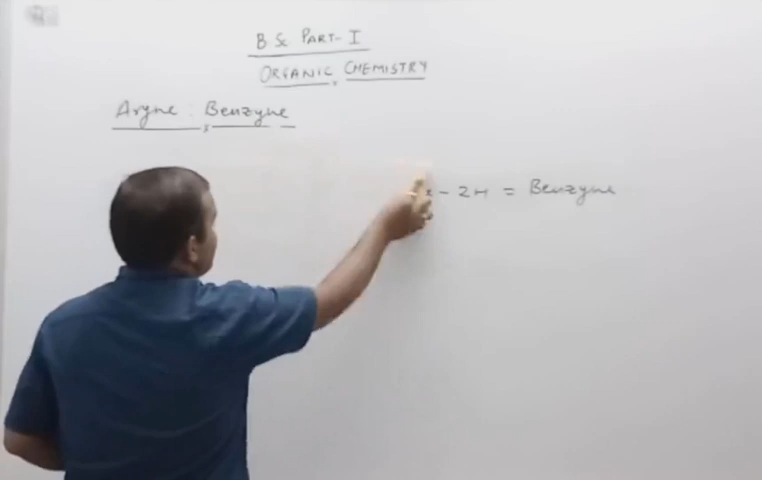 B Sc PART- I
ORGANIC CHEMISTRY
Aryne : Benzyne
- 2H = Benzyne